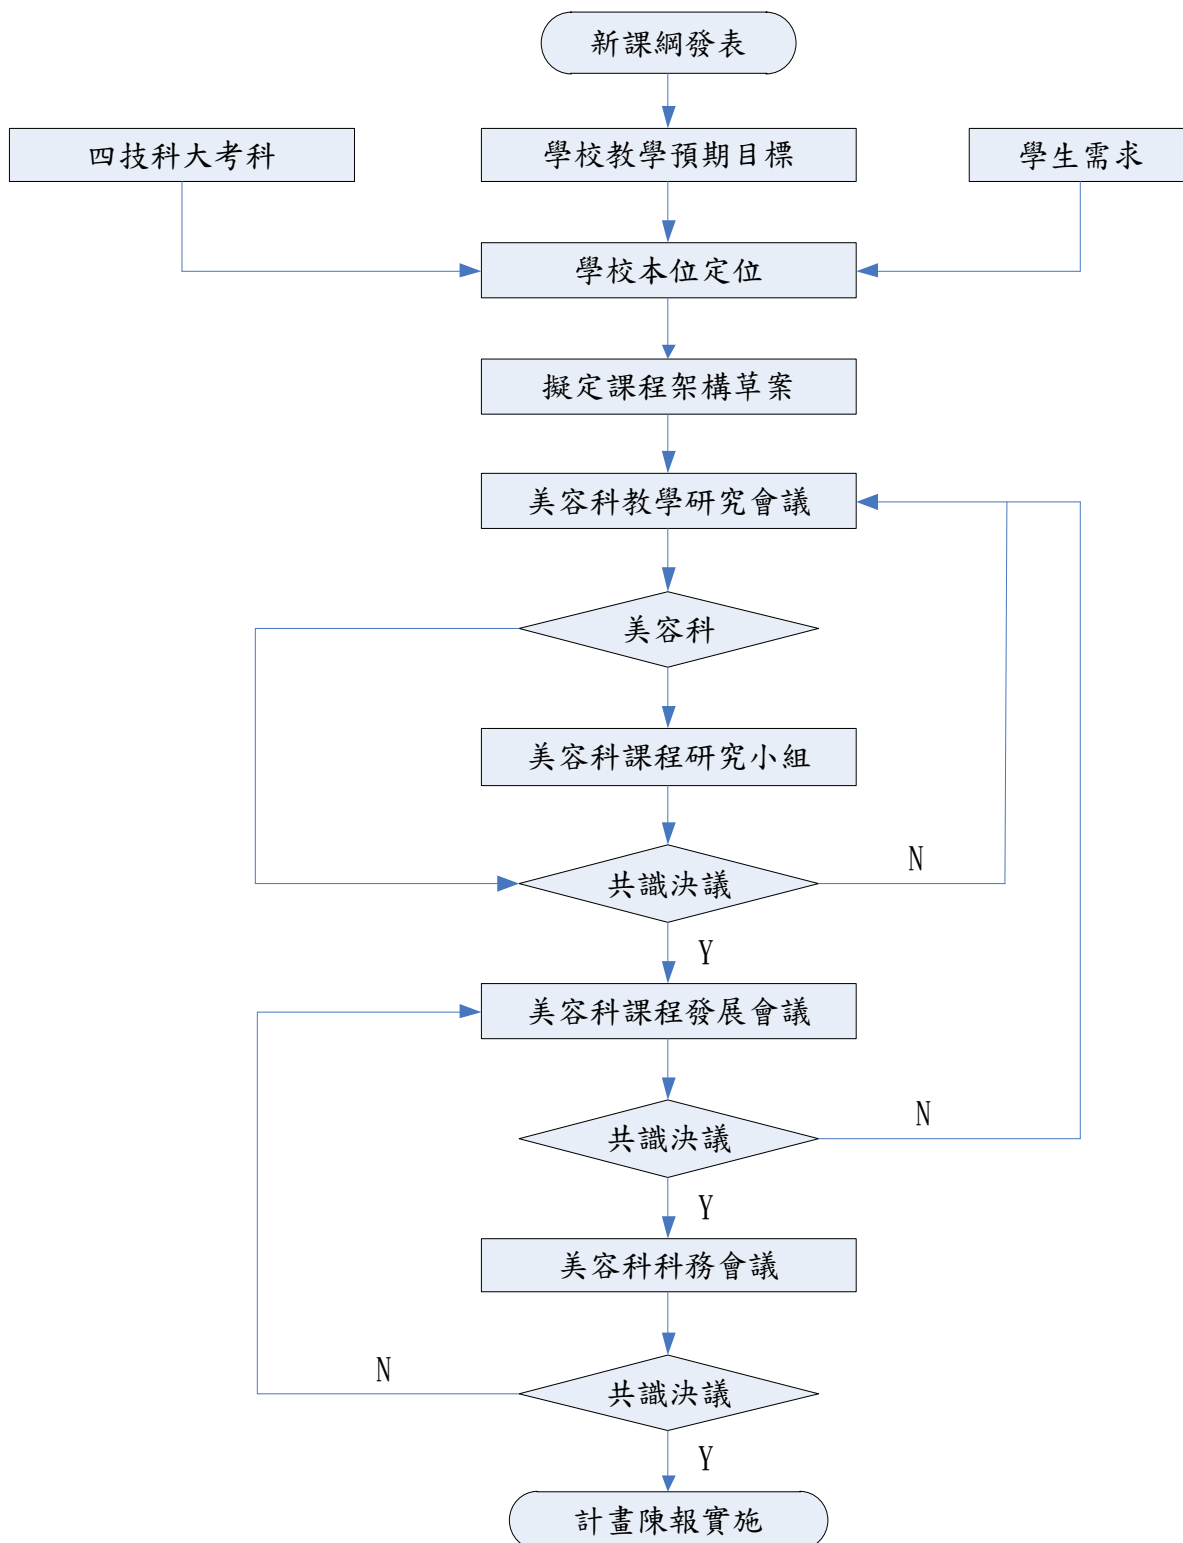 新課綱發表
四技科大考科
學校教學預期目標
學生需求
學校本位定位
擬定課程架構草案
美容科教學研究會議
美容科
美容科課程研究小組
共識決議
N
Y
美容科課程發展會議
共識決議
N
Y
美容科科務會議
N
共識決議
Y
計畫陳報實施